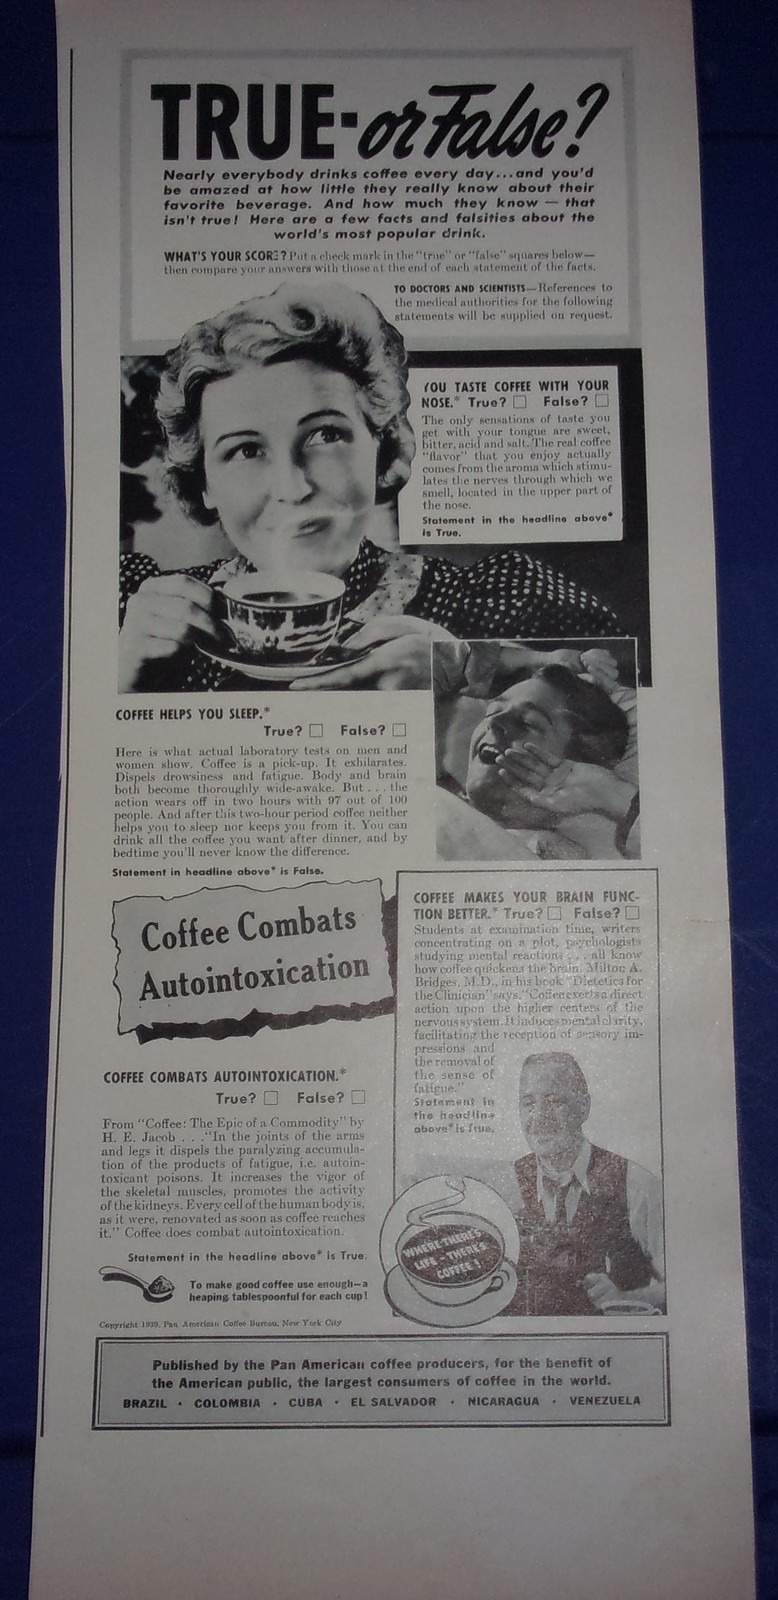 TRUE-or False?
Nearly everybody drinks coffee every day...and you'd
be amazed at how little they really know about their
favorite beverage. And how much they know — that
isn't true! Here are a few facts and falsities about the
world's most popular drink.
WHAT'S YOUR SCORE? Put a check mark in the "true" or "false" squares below—
then compare your answers with those at the end of each statement of the facts.
TO DOCTORS AND SCIENTISTS—References to
the medical authorities for the following
statements will be supplied on request.
YOU TASTE COFFEE WITH YOUR
NOSE.* True? □ False? □
The only sensations of taste you
get with your tongue are sweet,
bitter, acid and salt. The real coffee
"flavor" that you enjoy actually
comes from the aroma which stimu-
lates the nerves through which we
smell, located in the upper part of
the nose.
Statement in the headline above*
is True.
COFFEE HELPS YOU SLEEP.*
True? □ False? □
Here is what actual laboratory tests on men and
women show. Coffee is a pick-up. It exhilarates.
Dispels drowsiness and fatigue. Body and brain
both become thoroughly wide-awake. But . . . the
action wears off in two hours with 97 out of 100
people. And after this two-hour period coffee neither
helps you to sleep nor keeps you from it. You can
drink all the coffee you want after dinner, and by
bedtime you'll never know the difference.
Statement in headline above* is False.
Coffee Combats
Autointoxication
COFFEE COMBATS AUTOINTOXICATION.*
True? □ False? □
From "Coffee: The Epic of a Commodity" by
H. E. Jacob . . ."In the joints of the arms
and legs it dispels the paralyzing accumula-
tion of the products of fatigue, i.e. autoin-
toxicant poisons. It increases the vigor of
the skeletal muscles, promotes the activity
of the kidneys. Every cell of the human body is,
as it were, renovated as soon as coffee reaches
it." Coffee does combat autointoxication.
Statement in the headline above* is True.
To make good coffee use enough—a
heaping tablespoonful for each cup!
Copyright 1939, Pan American Coffee Bureau, New York City
COFFEE MAKES YOUR BRAIN FUNC-
TION BETTER.* True? □ False? □
Students at examination time, writers
concentrating on a plot, psychologists
studying mental reactions . . . all know
how coffee quickens the brain. Milton A.
Bridges, M.D., in his book "Dietetics for
the Clinician" says, "Coffee exerts a direct
action upon the higher centers of the
nervous system. It induces mental clarity,
facilitating the reception of sensory im-
pressions and
the removal of
the sense of
fatigue."
Statement in
the headline
above* is True.
WHERE THERE'S
LIFE - THERE'S
COFFEE!
Published by the Pan American coffee producers, for the benefit of
the American public, the largest consumers of coffee in the world.
BRAZIL · COLOMBIA · CUBA · EL SALVADOR · NICARAGUA · VENEZUELA